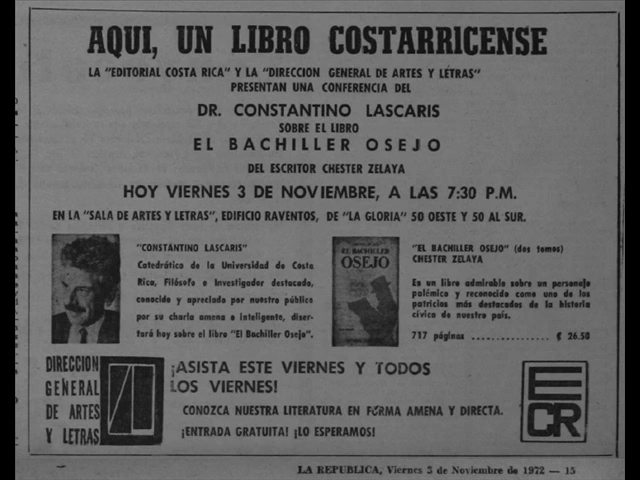 AQUI, UN LIBRO COSTARRICENSE
LA "EDITORIAL COSTA RICA" Y LA "DIRECCION GENERAL DE ARTES Y LETRAS"
PRESENTAN UNA CONFERENCIA DEL
DR. CONSTANTINO LASCARIS
SOBRE EL LIBRO
EL BACHILLER OSEJO
DEL ESCRITOR CHESTER ZELAYA
HOY VIERNES 3 DE NOVIEMBRE, A LAS 7:30 P.M.
EN LA "SALA DE ARTES Y LETRAS", EDIFICIO RAVENTOS, DE "LA GLORIA" 50 OESTE Y 50 AL SUR.
"CONSTANTINO LASCARIS"
Catedrático de la Universidad de Costa
Rica, Filósofo e Investigador destacado,
conocido y apreciado por nuestro público
por su charla amena e inteligente, diser-
tará hoy sobre el libro "El Bachiller Osejo".
EL BACHILLER
OSEJO
"EL BACHILLER OSEJO" (dos tomos)
CHESTER ZELAYA
Es un libro admirable sobre un personaje
polémico y reconocido como uno de los
patricios más destacados de la historia
cívica de nuestro país.
717 páginas .................... ₡ 26.50
DIRECCION
GENERAL
DE ARTES
Y LETRAS
¡ASISTA ESTE VIERNES Y TODOS
LOS VIERNES!
CONOZCA NUESTRA LITERATURA EN FORMA AMENA Y DIRECTA.
¡ENTRADA GRATUITA! ¡LO ESPERAMOS!
ECR
LA REPUBLICA, Viernes 3 de Noviembre de 1972 — 15